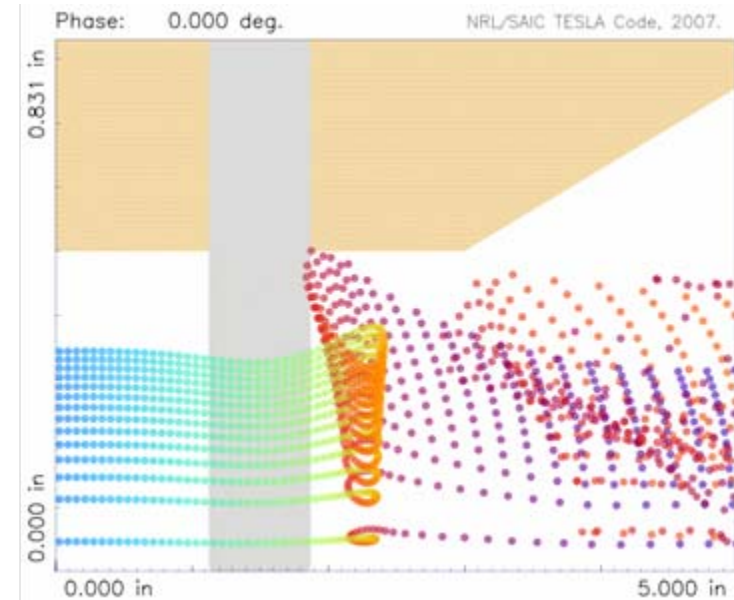 Phase: 0.000 deg.
NRL/SAIC TESLA Code, 2007.
0.831 in
0.000 in
0.000 in
5.000 in